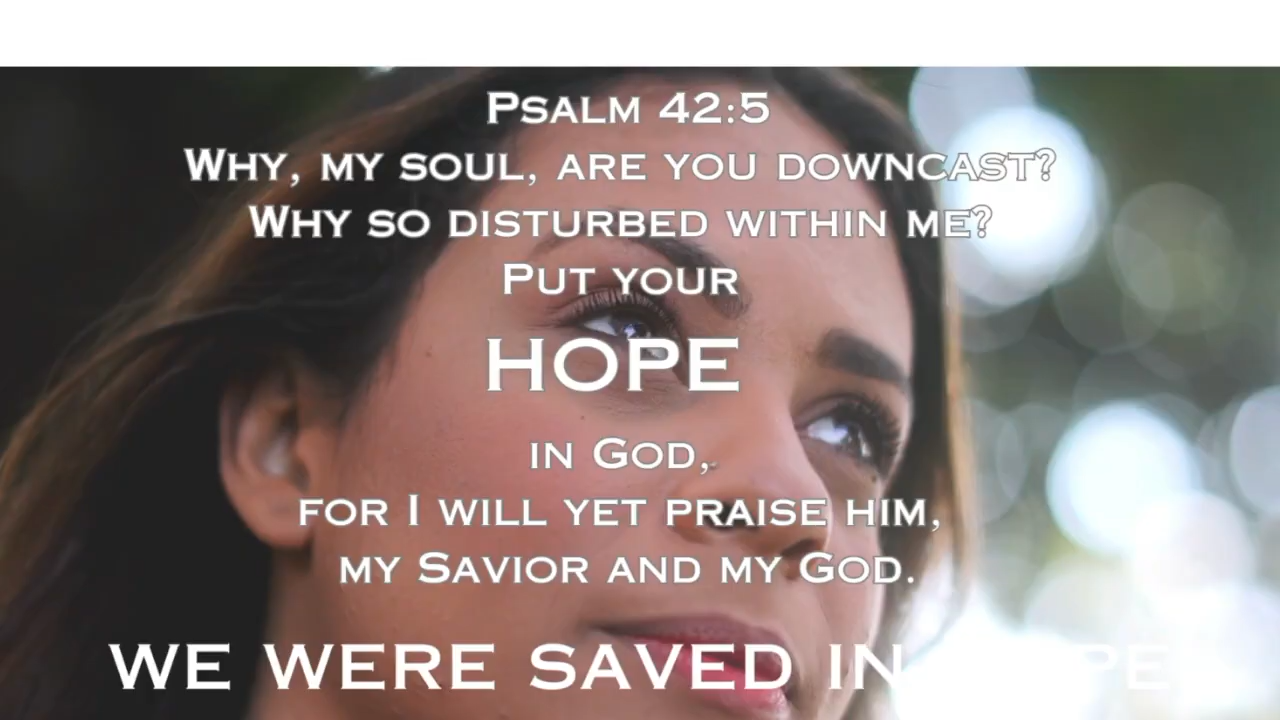 Psalm 42:5
Why, my soul, are you downcast?
Why so disturbed within me?
Put your
HOPE
in God,
for I will yet praise him,
my Savior and my God.
WE WERE SAVED IN